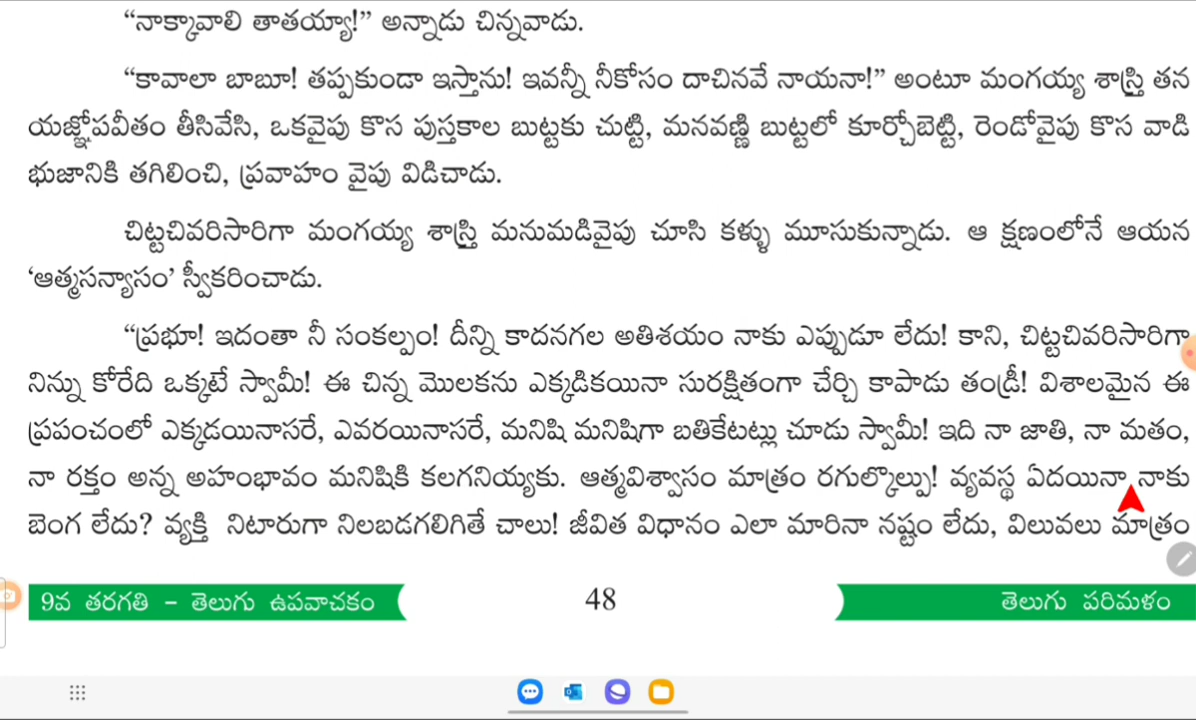 “నాక్కావాలి తాతయ్యా!” అన్నాడు చిన్నవాడు.
“కావాలా బాబూ! తప్పకుండా ఇస్తాను! ఇవన్నీ నీకోసం దాచినవే నాయనా!” అంటూ మంగయ్య శాస్త్రి తన
యజ్ఞోపవీతం తీసివేసి, ఒకవైపు కొస పుస్తకాల బుట్టకు చుట్టి, మనవణ్ణి బుట్టలో కూర్చోబెట్టి, రెండోవైపు కొస వాడి
భుజానికి తగిలించి, ప్రవాహం వైపు విడిచాడు.
చిట్టచివరిసారిగా మంగయ్య శాస్త్రి మనుమడివైపు చూసి కళ్ళు మూసుకున్నాడు. ఆ క్షణంలోనే ఆయన
‘ఆత్మసన్యాసం’ స్వీకరించాడు.
“ప్రభూ! ఇదంతా నీ సంకల్పం! దీన్ని కాదనగల అతిశయం నాకు ఎప్పుడూ లేదు! కాని, చిట్టచివరిసారిగా
నిన్ను కోరేది ఒక్కటే స్వామీ! ఈ చిన్న మొలకను ఎక్కడికయినా సురక్షితంగా చేర్చి కాపాడు తండ్రీ! విశాలమైన ఈ
ప్రపంచంలో ఎక్కడయినాసరే, ఎవరయినాసరే, మనిషి మనిషిగా బతికేటట్లు చూడు స్వామీ! ఇది నా జాతి, నా మతం,
నా రక్తం అన్న అహంభావం మనిషికి కలగనియ్యకు. ఆత్మవిశ్వాసం మాత్రం రగుల్కొల్పు! వ్యవస్థ ఏదయినా నాకు
బెంగ లేదు? వ్యక్తి నిటారుగా నిలబడగలిగితే చాలు! జీవిత విధానం ఎలా మారినా నష్టం లేదు, విలువలు మాత్రం
9వ తరగతి – తెలుగు ఉపవాచకం 48 తెలుగు పరిమళం